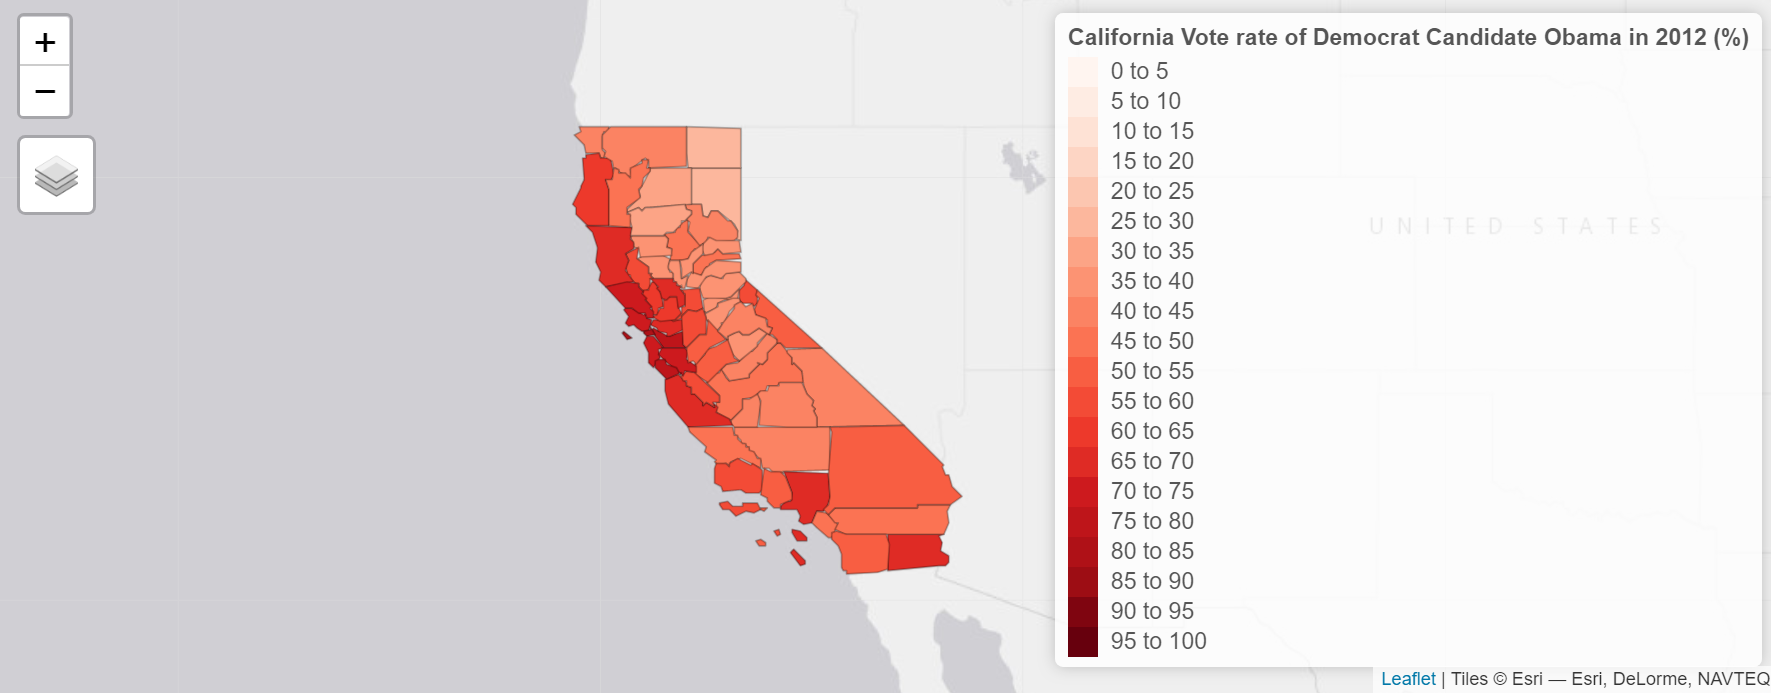 +
−
California Vote rate of Democrat Candidate Obama in 2012 (%)
0 to 5
5 to 10
10 to 15
15 to 20
20 to 25
25 to 30
30 to 35
35 to 40
40 to 45
45 to 50
50 to 55
55 to 60
60 to 65
65 to 70
70 to 75
75 to 80
80 to 85
85 to 90
90 to 95
95 to 100
UNITED STATES
Leaflet | Tiles © Esri — Esri, DeLorme, NAVTEQ